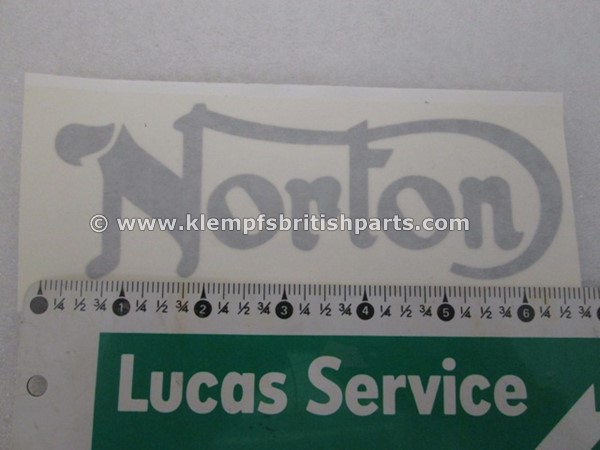 Norton
© www.klempfsbritishparts.com
¼ ½ ¾ 1 ¼ ½ ¾ 2 ¼ ½ ¾ 3 ¼ ½ ¾ 4 ¼ ½ ¾ 5 ¼ ½ ¾ 6 ¼ ½ ¾
Lucas Service